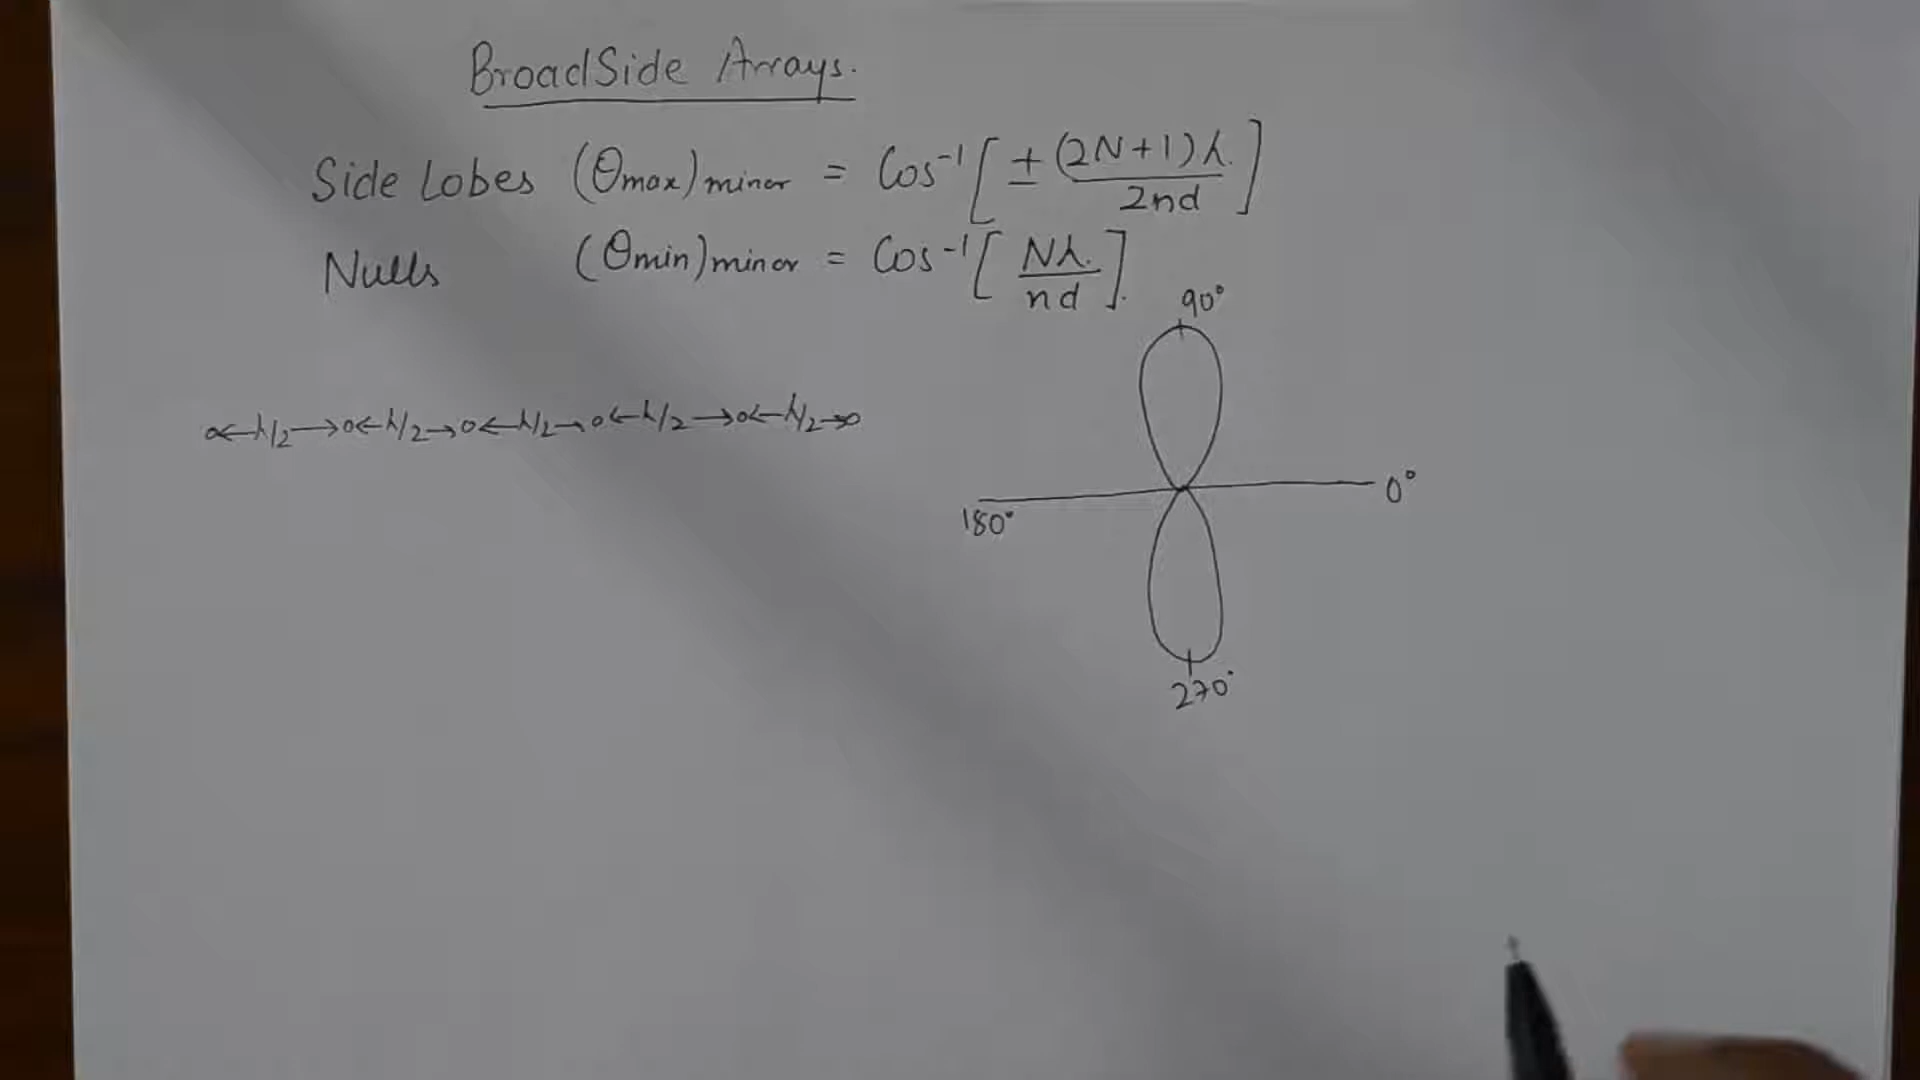 BroadSide Arrays.
Side Lobes (θmax)minor = Cos⁻¹[± (2N+1)λ / 2nd]
Nulls (θmin)minor = Cos⁻¹[Nλ / nd].
90°
o←λ/2→o←λ/2→o←λ/2→o←λ/2→o←λ/2→o
0°
180°
270°